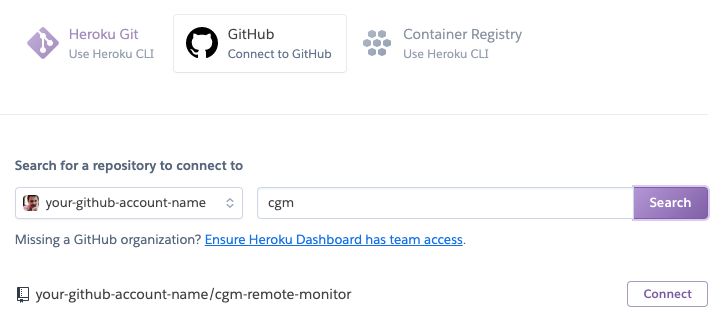 Heroku Git
Use Heroku CLI
GitHub
Connect to GitHub
Container Registry
Use Heroku CLI
Search for a repository to connect to
your-github-account-name
cgm
Search
Missing a GitHub organization? Ensure Heroku Dashboard has team access.
your-github-account-name/cgm-remote-monitor
Connect